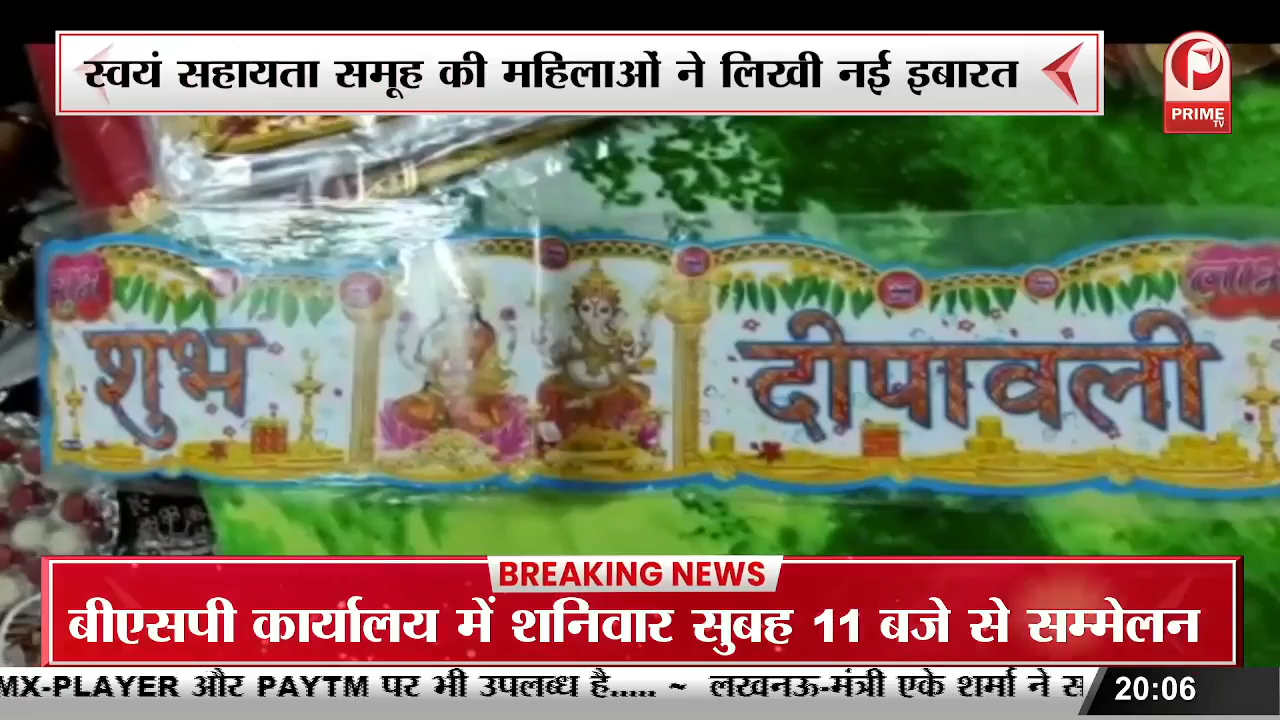 स्वयं सहायता समूह की महिलाओं ने लिखी नई इबारत
PRIME
TV
शुभ
लाभ
शुभ दीपावली
BREAKING NEWS
बीएसपी कार्यालय में शनिवार सुबह 11 बजे से सम्मेलन
MX-PLAYER और PAYTM पर भी उपलब्ध है..... ~ लखनऊ-मंत्री एके शर्मा ने
20:06